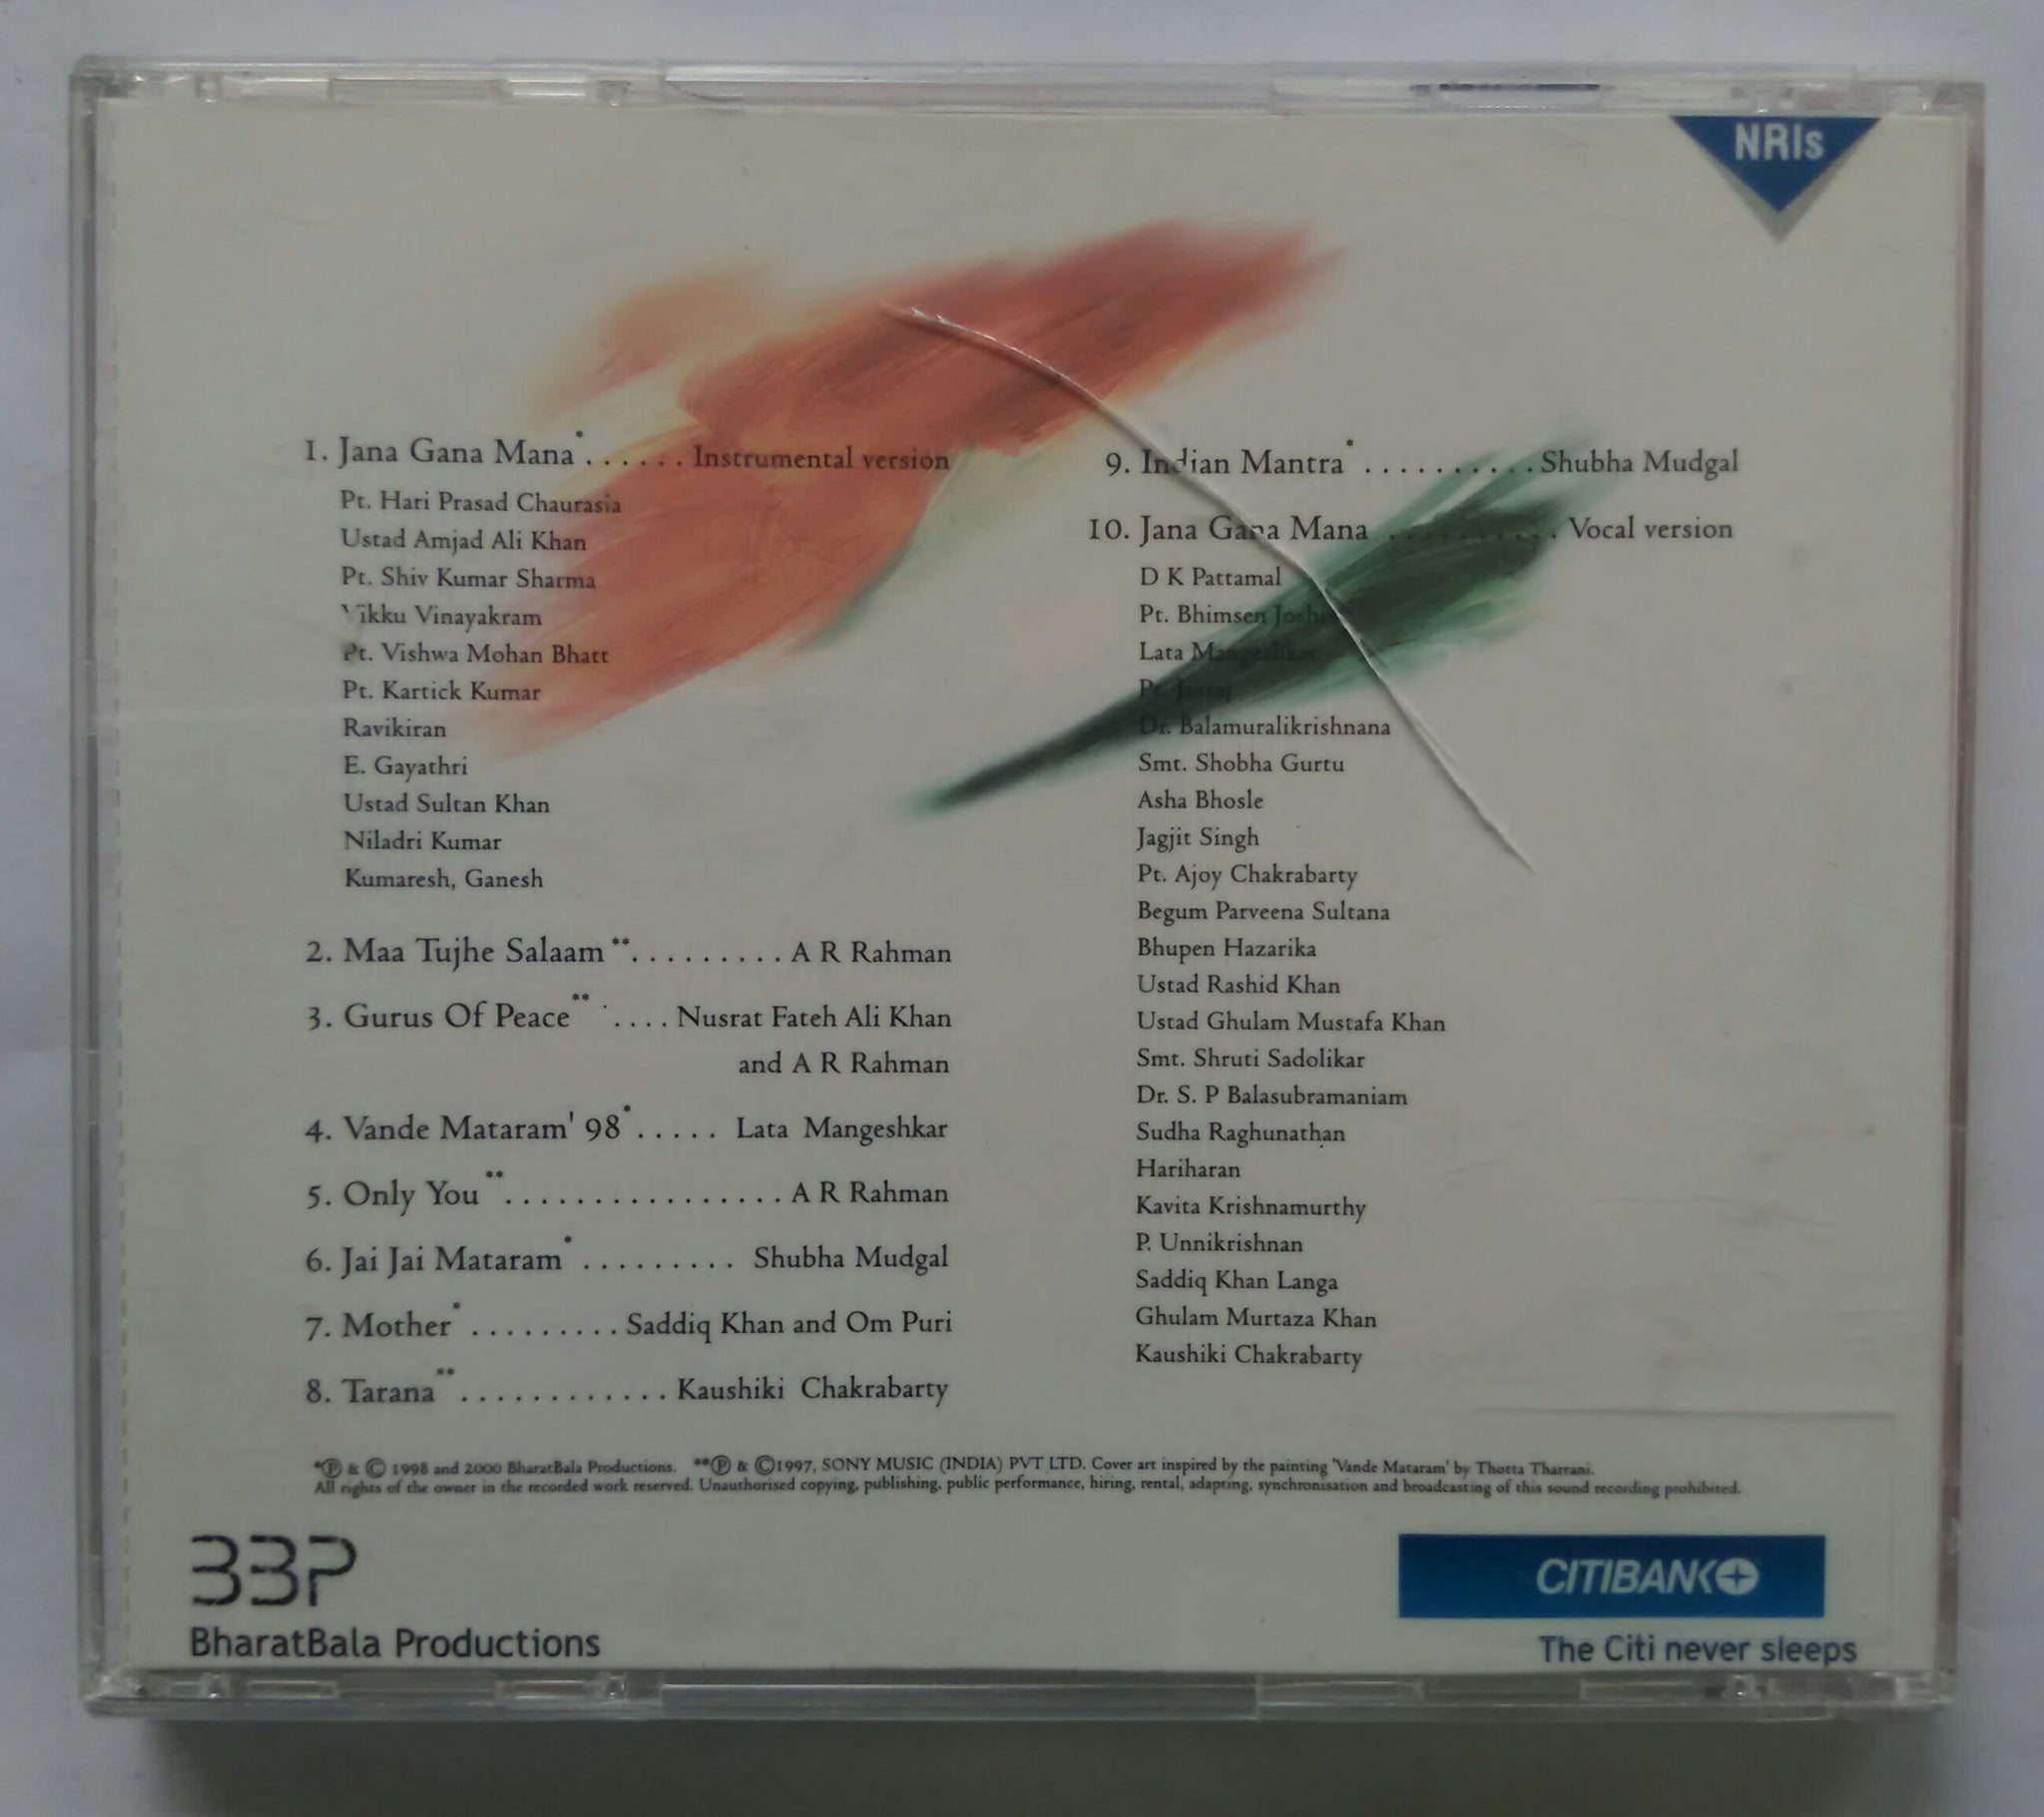 NRIs
1. Jana Gana Mana* . . . . . . Instrumental version
Pt. Hari Prasad Chaurasia
Ustad Amjad Ali Khan
Pt. Shiv Kumar Sharma
Vikku Vinayakram
Pt. Vishwa Mohan Bhatt
Pt. Kartick Kumar
Ravikiran
E. Gayathri
Ustad Sultan Khan
Niladri Kumar
Kumaresh, Ganesh
2. Maa Tujhe Salaam** . . . . . . . . . A R Rahman
3. Gurus Of Peace** . . . . Nusrat Fateh Ali Khan
and A R Rahman
4. Vande Mataram' 98* . . . . . Lata Mangeshkar
5. Only You** . . . . . . . . . . . . . . . . A R Rahman
6. Jai Jai Mataram* . . . . . . . . . Shubha Mudgal
7. Mother* . . . . . . . . . Saddiq Khan and Om Puri
8. Tarana** . . . . . . . . . . . . Kaushiki Chakrabarty
9. Indian Mantra* . . . . . . . . . . Shubha Mudgal
10. Jana Gana Mana . . . . . . . . . . Vocal version
D K Pattamal
Pt. Bhimsen Joshi
Lata Mangeshkar
Pt. Jasraj
Dr. Balamuralikrishnana
Smt. Shobha Gurtu
Asha Bhosle
Jagjit Singh
Pt. Ajoy Chakrabarty
Begum Parveena Sultana
Bhupen Hazarika
Ustad Rashid Khan
Ustad Ghulam Mustafa Khan
Smt. Shruti Sadolikar
Dr. S. P Balasubramaniam
Sudha Raghunathan
Hariharan
Kavita Krishnamurthy
P. Unnikrishnan
Saddiq Khan Langa
Ghulam Murtaza Khan
Kaushiki Chakrabarty
*℗ & © 1998 and 2000 BharatBala Productions. **℗ & ©1997, SONY MUSIC (INDIA) PVT LTD. Cover art inspired by the painting 'Vande Mataram' by Thotta Tharrani.
All rights of the owner in the recorded work reserved. Unauthorised copying, publishing, public performance, hiring, rental, adapting, synchronisation and broadcasting of this sound recording prohibited.
BBP
BharatBala Productions
CITIBANK
The Citi never sleeps